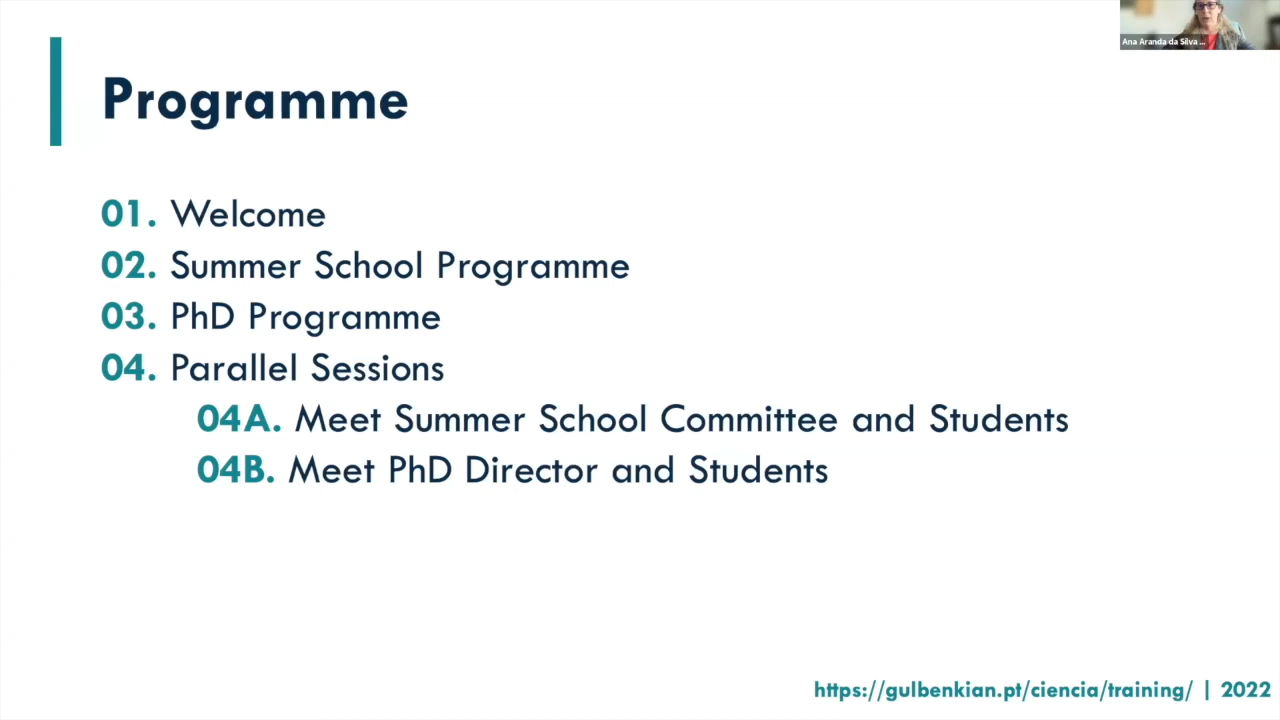 Ana Aranda da Silva ...
Programme
01. Welcome
02. Summer School Programme
03. PhD Programme
04. Parallel Sessions
04A. Meet Summer School Committee and Students
04B. Meet PhD Director and Students
https://gulbenkian.pt/ciencia/training/ | 2022